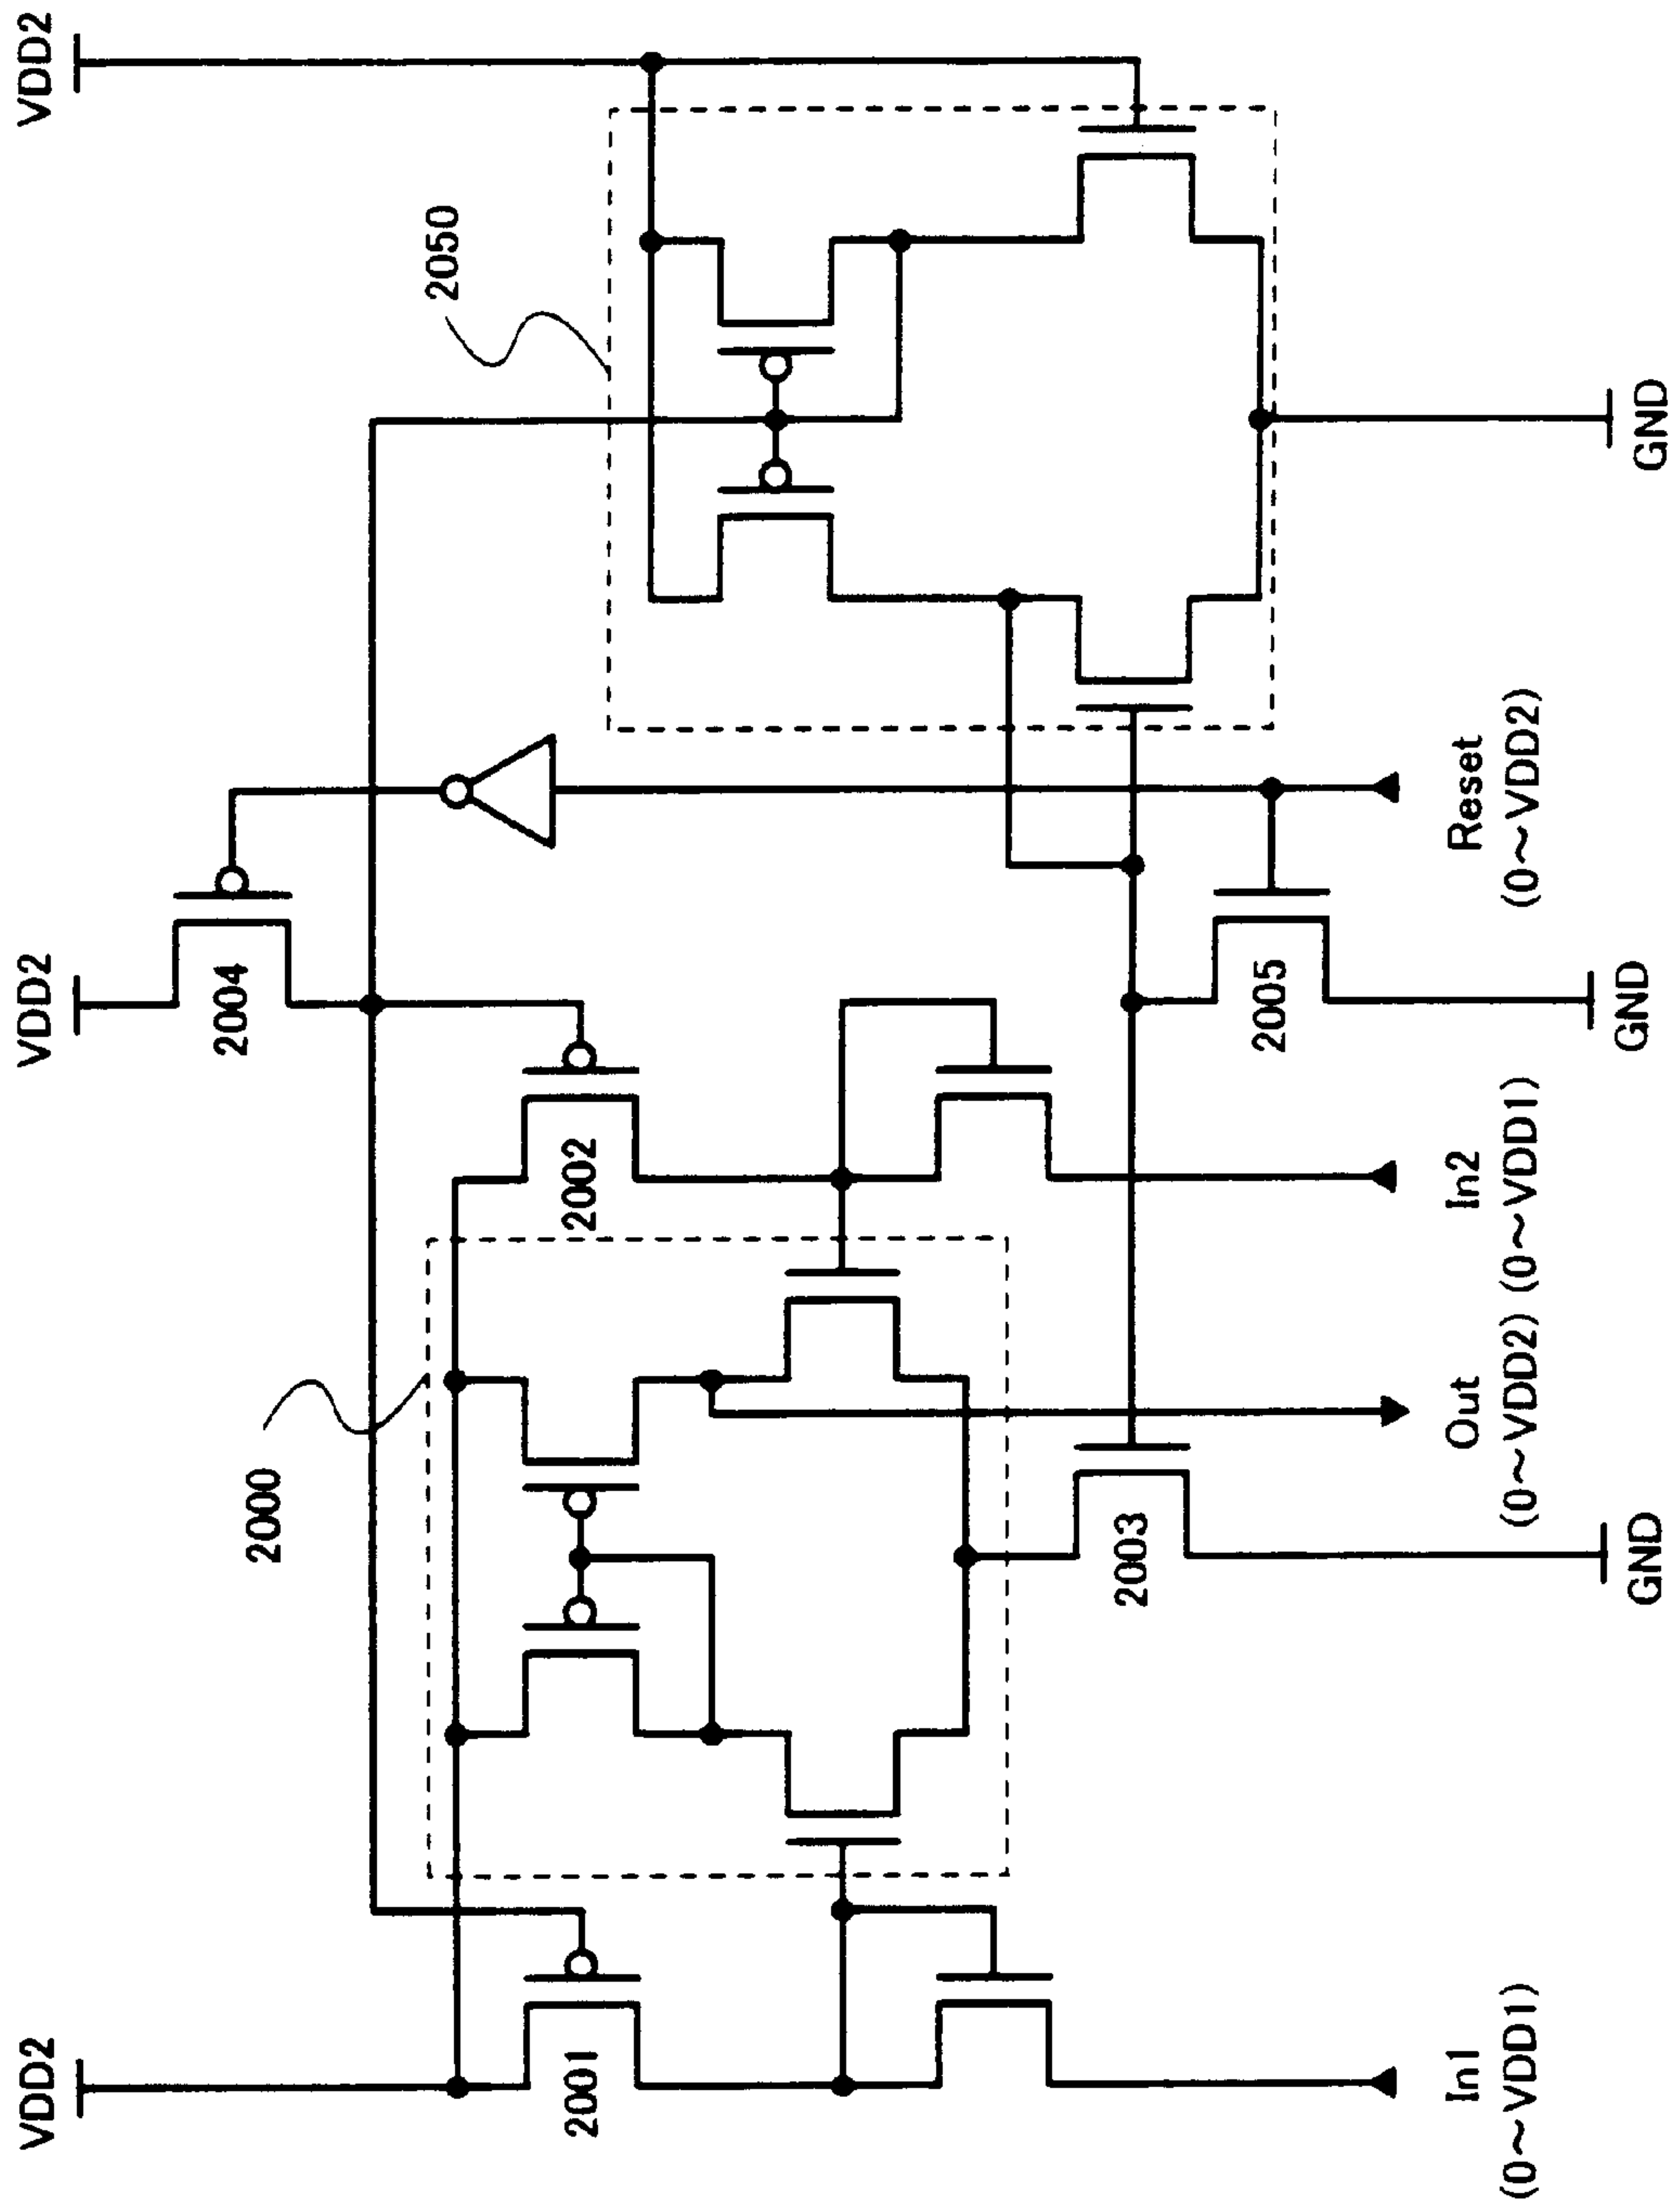 VDD2
VDD2
VDD2
2004
2050
2000
2001
2002
2003
2005
GND
GND
GND
In1
(0~VDD1)
Out
(0~VDD2)
In2
(0~VDD1)
Reset
(0~VDD2)